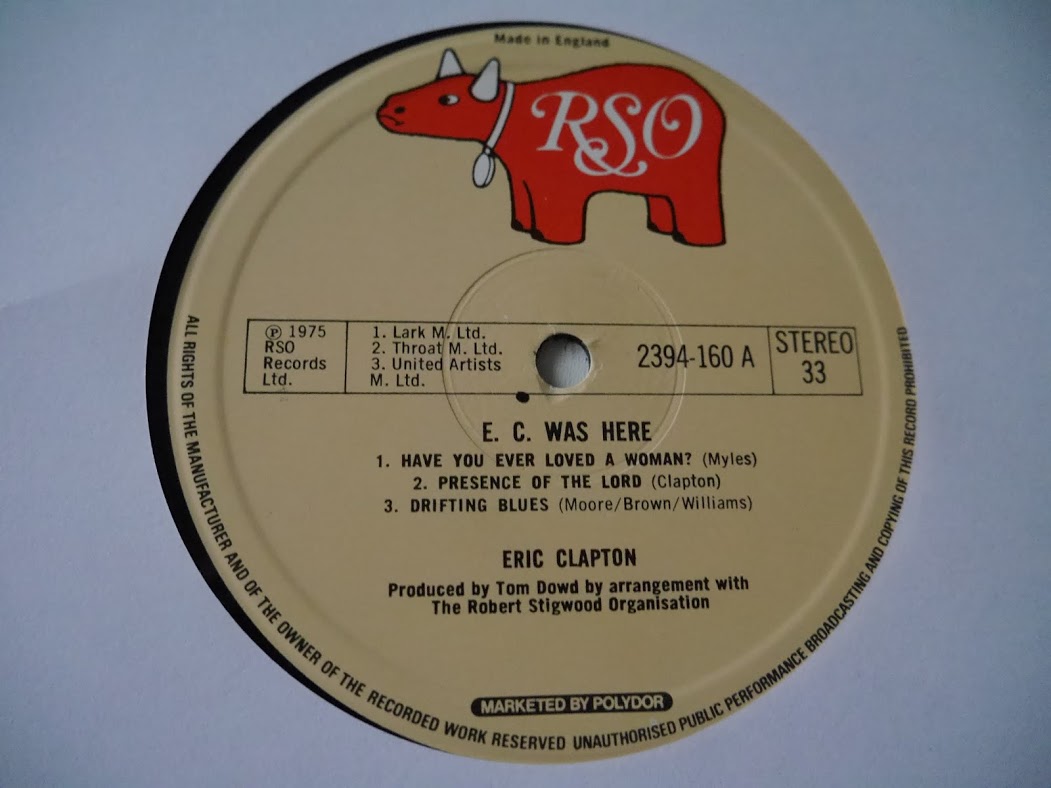 Made in England
RSO
℗ 1975
RSO
Records
Ltd.
1. Lark M. Ltd.
2. Throat M. Ltd.
3. United Artists
M. Ltd.
2394-160 A
STEREO
33
E. C. WAS HERE
1. HAVE YOU EVER LOVED A WOMAN? (Myles)
2. PRESENCE OF THE LORD (Clapton)
3. DRIFTING BLUES (Moore/Brown/Williams)
ERIC CLAPTON
Produced by Tom Dowd by arrangement with
The Robert Stigwood Organisation
MARKETED BY POLYDOR
ALL RIGHTS OF THE MANUFACTURER AND OF THE OWNER OF THE RECORDED WORK RESERVED UNAUTHORISED PUBLIC PERFORMANCE BROADCASTING AND COPYING OF THIS RECORD PROHIBITED